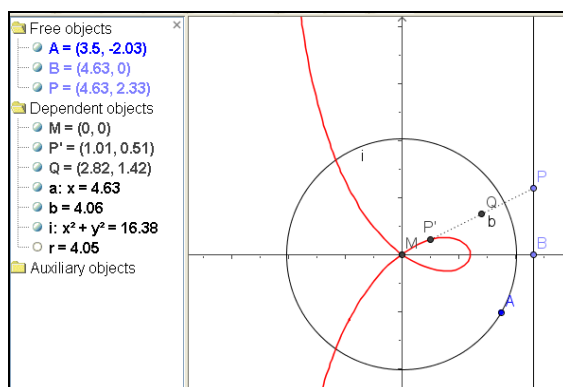 Free objects
A = (3.5, -2.03)
B = (4.63, 0)
P = (4.63, 2.33)
Dependent objects
M = (0, 0)
P' = (1.01, 0.51)
Q = (2.82, 1.42)
a: x = 4.63
b = 4.06
i: x² + y² = 16.38
r = 4.05
Auxiliary objects
i
P
Q
b
P'
M
B
A